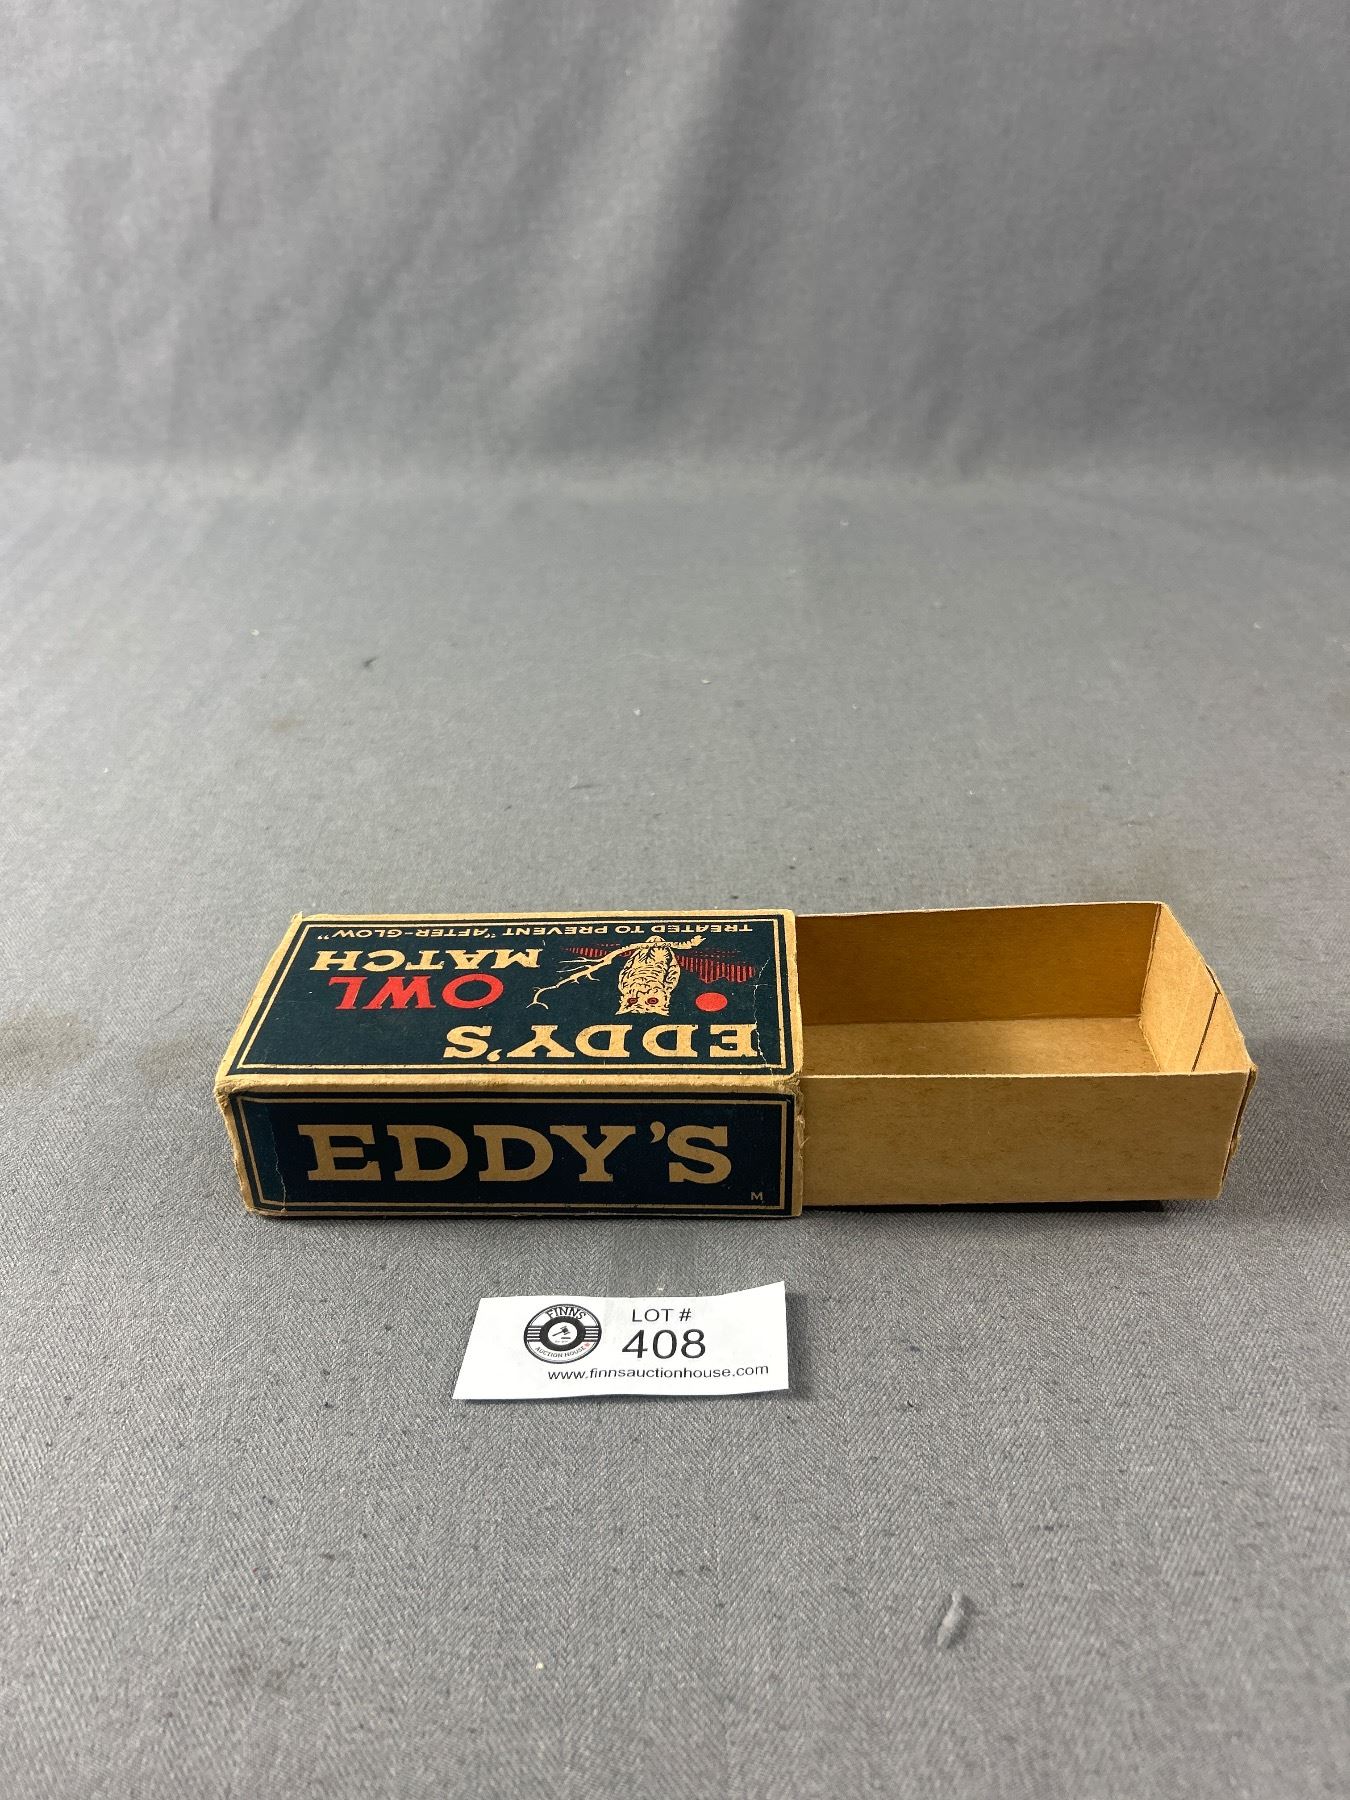 EDDY'S
OWL
MATCH
TREATED TO PREVENT "AFTER-GLOW"
EDDY'S
M
FINNS
AUCTION HOUSE
LOT #
408
www.finnsauctionhouse.com